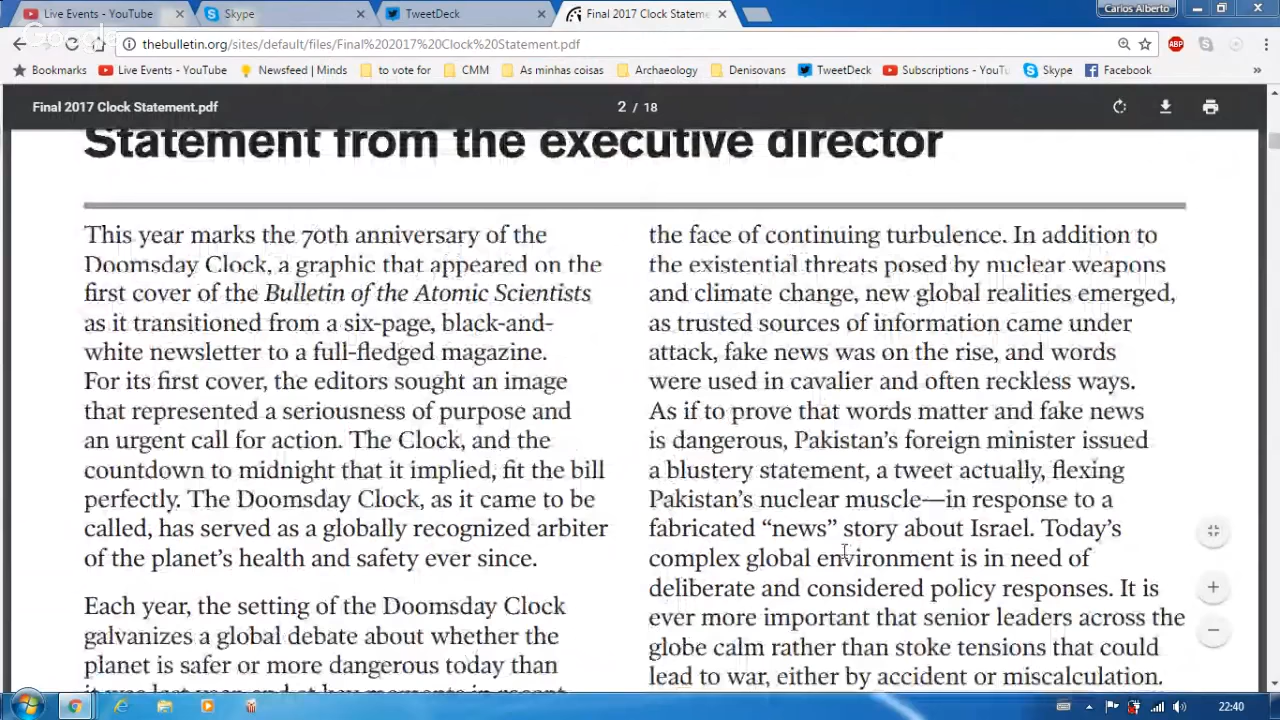 Live Events - YouTube
Skype
TweetDeck
Final 2017 Clock Stateme
Carlos Alberto
Google
thebulletin.org/sites/default/files/Final%202017%20Clock%20Statement.pdf
ABP
Bookmarks
Live Events - YouTube
Newsfeed | Minds
to vote for
CMM
As minhas coisas
Archaeology
Denisovans
TweetDeck
Subscriptions - YouTu
Skype
Facebook
»
Final 2017 Clock Statement.pdf
2 / 18
Statement from the executive director
This year marks the 70th anniversary of the
Doomsday Clock, a graphic that appeared on the
first cover of the Bulletin of the Atomic Scientists
as it transitioned from a six-page, black-and-
white newsletter to a full-fledged magazine.
For its first cover, the editors sought an image
that represented a seriousness of purpose and
an urgent call for action. The Clock, and the
countdown to midnight that it implied, fit the bill
perfectly. The Doomsday Clock, as it came to be
called, has served as a globally recognized arbiter
of the planet's health and safety ever since.
Each year, the setting of the Doomsday Clock
galvanizes a global debate about whether the
planet is safer or more dangerous today than
it was last year and at key moments in recent
the face of continuing turbulence. In addition to
the existential threats posed by nuclear weapons
and climate change, new global realities emerged,
as trusted sources of information came under
attack, fake news was on the rise, and words
were used in cavalier and often reckless ways.
As if to prove that words matter and fake news
is dangerous, Pakistan's foreign minister issued
a blustery statement, a tweet actually, flexing
Pakistan's nuclear muscle—in response to a
fabricated “news” story about Israel. Today's
complex global environment is in need of
deliberate and considered policy responses. It is
ever more important that senior leaders across the
globe calm rather than stoke tensions that could
lead to war, either by accident or miscalculation.
22:40